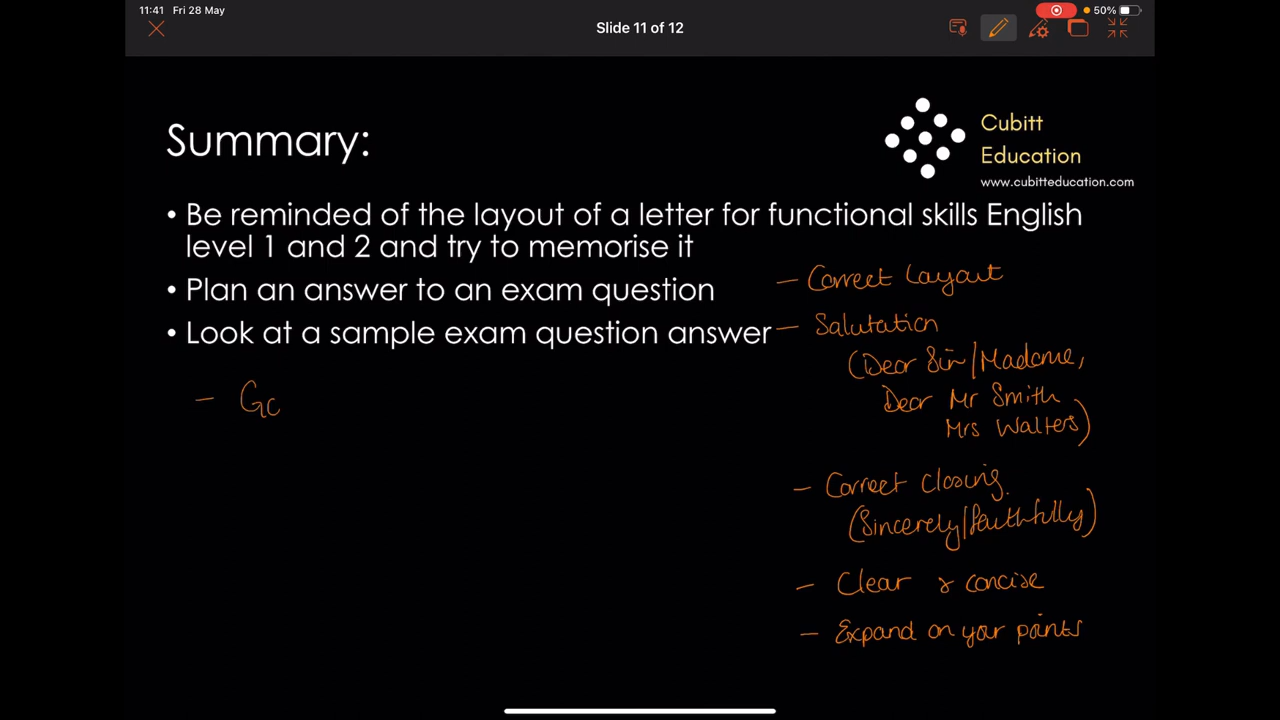 11:41 Fri 28 May
50%
Slide 11 of 12
Summary:
Cubitt
Education
www.cubitteducation.com
• Be reminded of the layout of a letter for functional skills English
level 1 and 2 and try to memorise it
• Plan an answer to an exam question
• Look at a sample exam question answer
- Correct Layout
- Salutation
(Dear Sir/Madame,
Dear Mr Smith
Mrs Walters)
- Correct closing.
(Sincerely/faithfully)
- Clear & concise
- Expand on your points
- Go